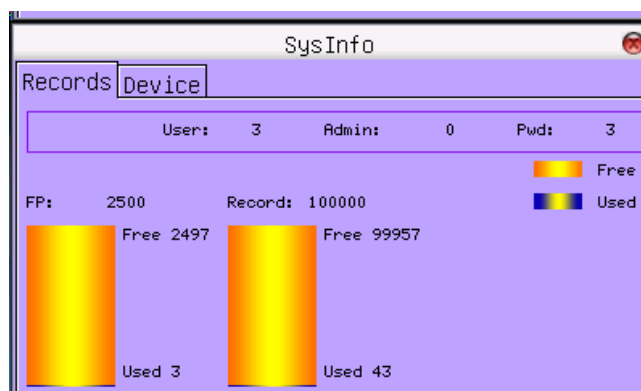 SysInfo
Records Device
User: 3 Admin: 0 Pwd: 3
Free
FP: 2500 Record: 100000 Used
Free 2497 Free 99957
Used 3 Used 43